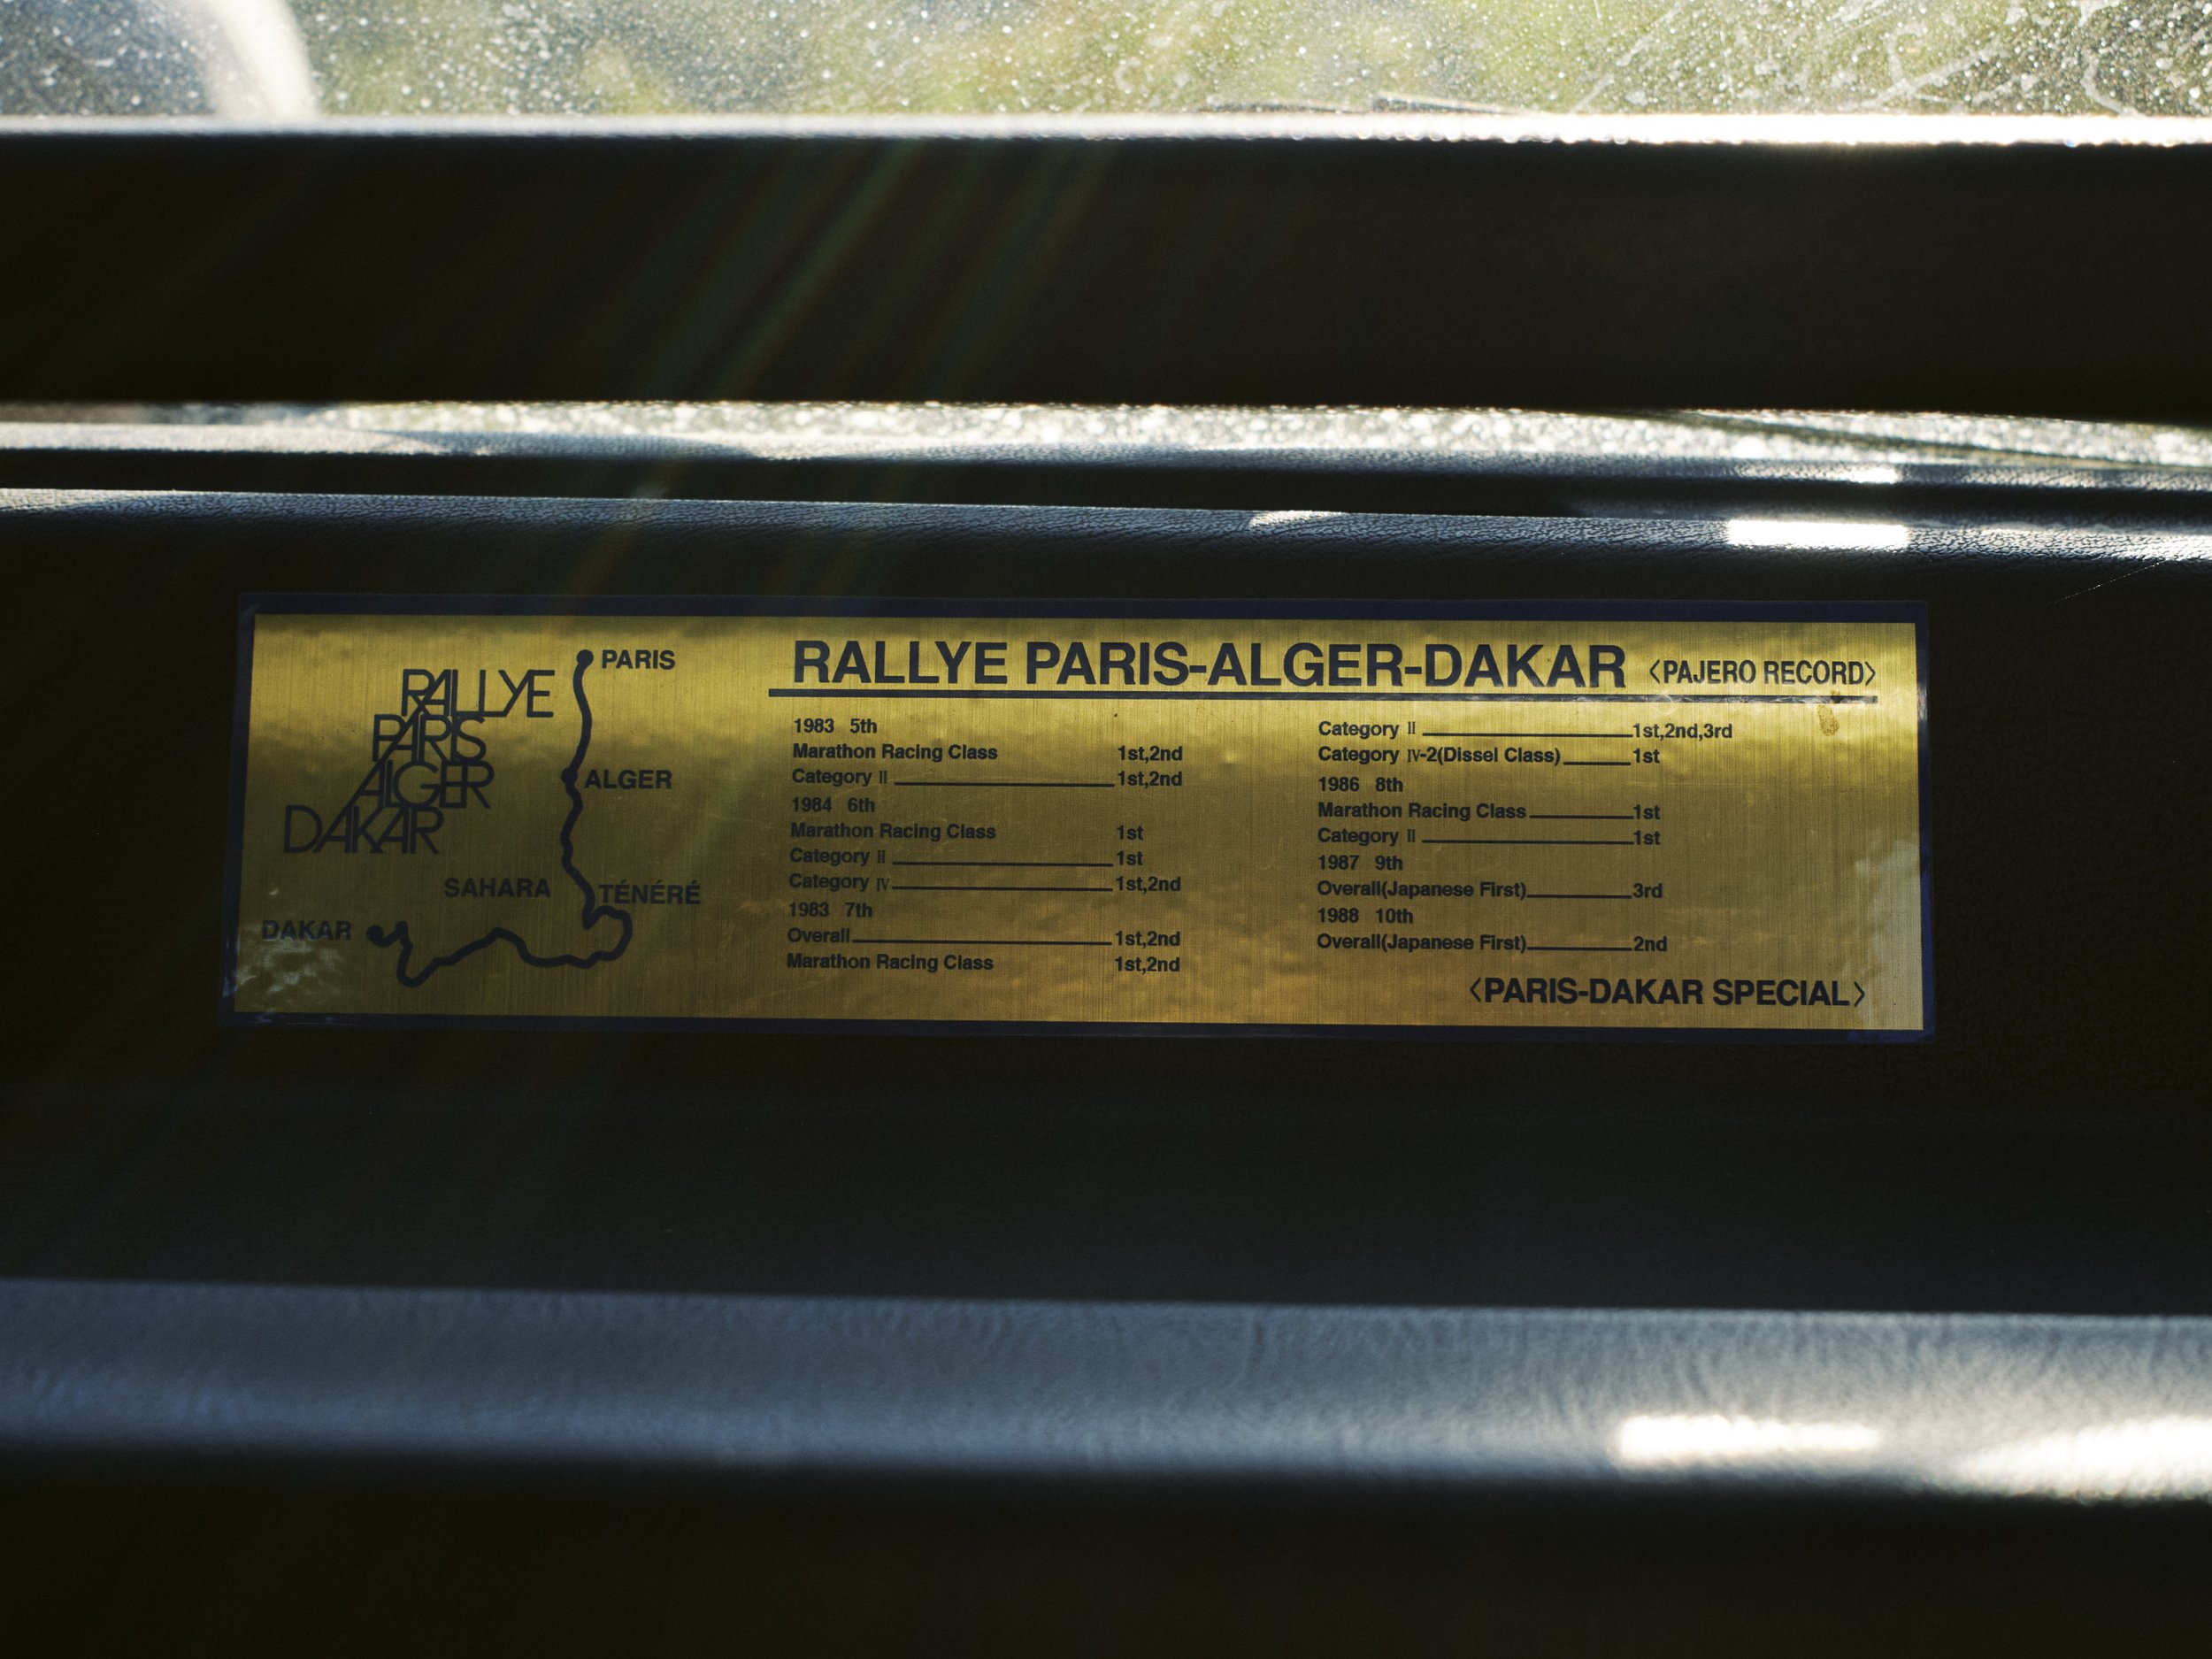 RALLYE
PARIS
ALGER
DAKAR
PARIS
ALGER
SAHARA
TÉNÉRÉ
DAKAR
RALLYE PARIS-ALGER-DAKAR <PAJERO RECORD>
1983 5th
Marathon Racing Class 1st,2nd
Category II 1st,2nd
1984 6th
Marathon Racing Class 1st
Category II 1st
Category IV 1st,2nd
1983 7th
Overall 1st,2nd
Marathon Racing Class 1st,2nd
Category II 1st,2nd,3rd
Category IV-2(Dissel Class) 1st
1986 8th
Marathon Racing Class 1st
Category II 1st
1987 9th
Overall(Japanese First) 3rd
1988 10th
Overall(Japanese First) 2nd
<PARIS-DAKAR SPECIAL>